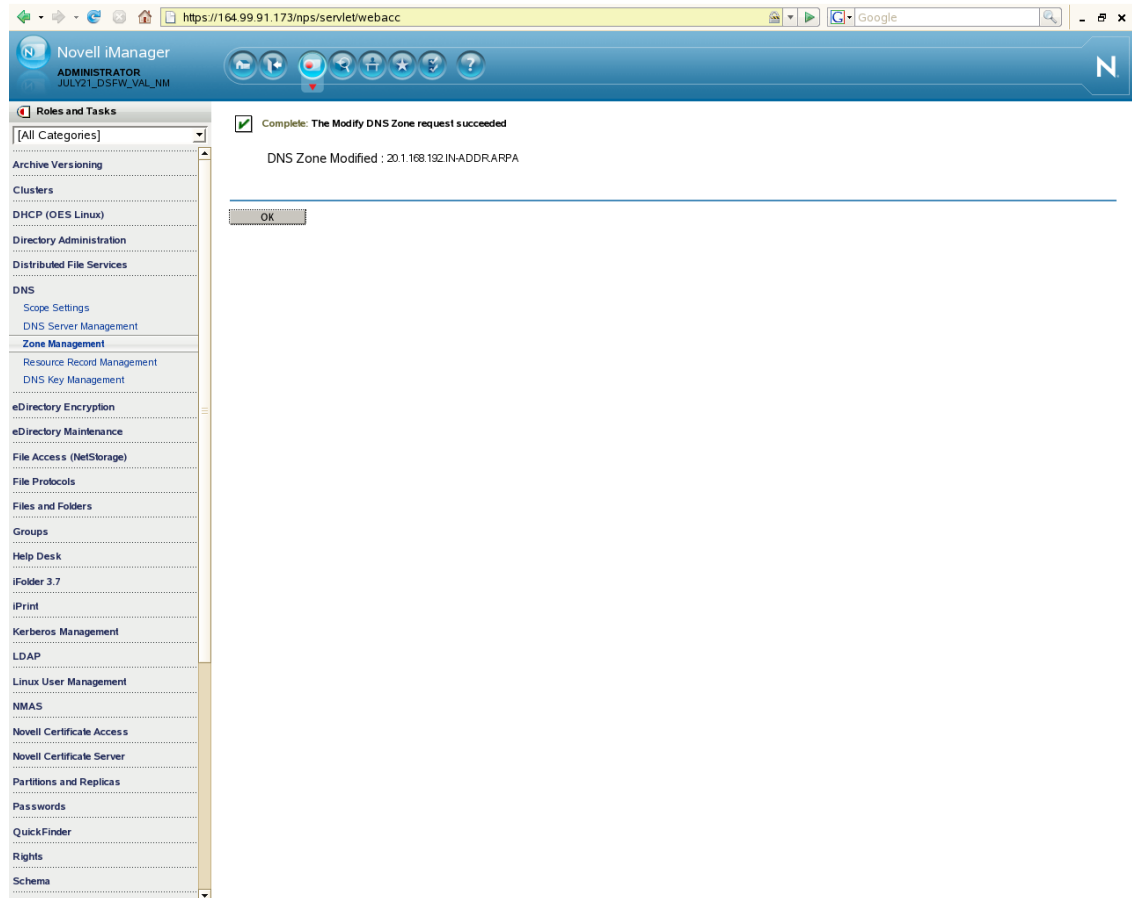 https://164.99.91.173/nps/servlet/webacc
G Google
Novell iManager
ADMINISTRATOR
JULY21_DSFW_VAL_NM
N
Roles and Tasks
[All Categories]
Archive Versioning
Clusters
DHCP (OES Linux)
Directory Administration
Distributed File Services
DNS
Scope Settings
DNS Server Management
Zone Management
Resource Record Management
DNS Key Management
eDirectory Encryption
eDirectory Maintenance
File Access (NetStorage)
File Protocols
Files and Folders
Groups
Help Desk
iFolder 3.7
iPrint
Kerberos Management
LDAP
Linux User Management
NMAS
Novell Certificate Access
Novell Certificate Server
Partitions and Replicas
Passwords
QuickFinder
Rights
Schema
Complete: The Modify DNS Zone request succeeded
DNS Zone Modified : 20.1.168.192.IN-ADDR.ARPA
OK